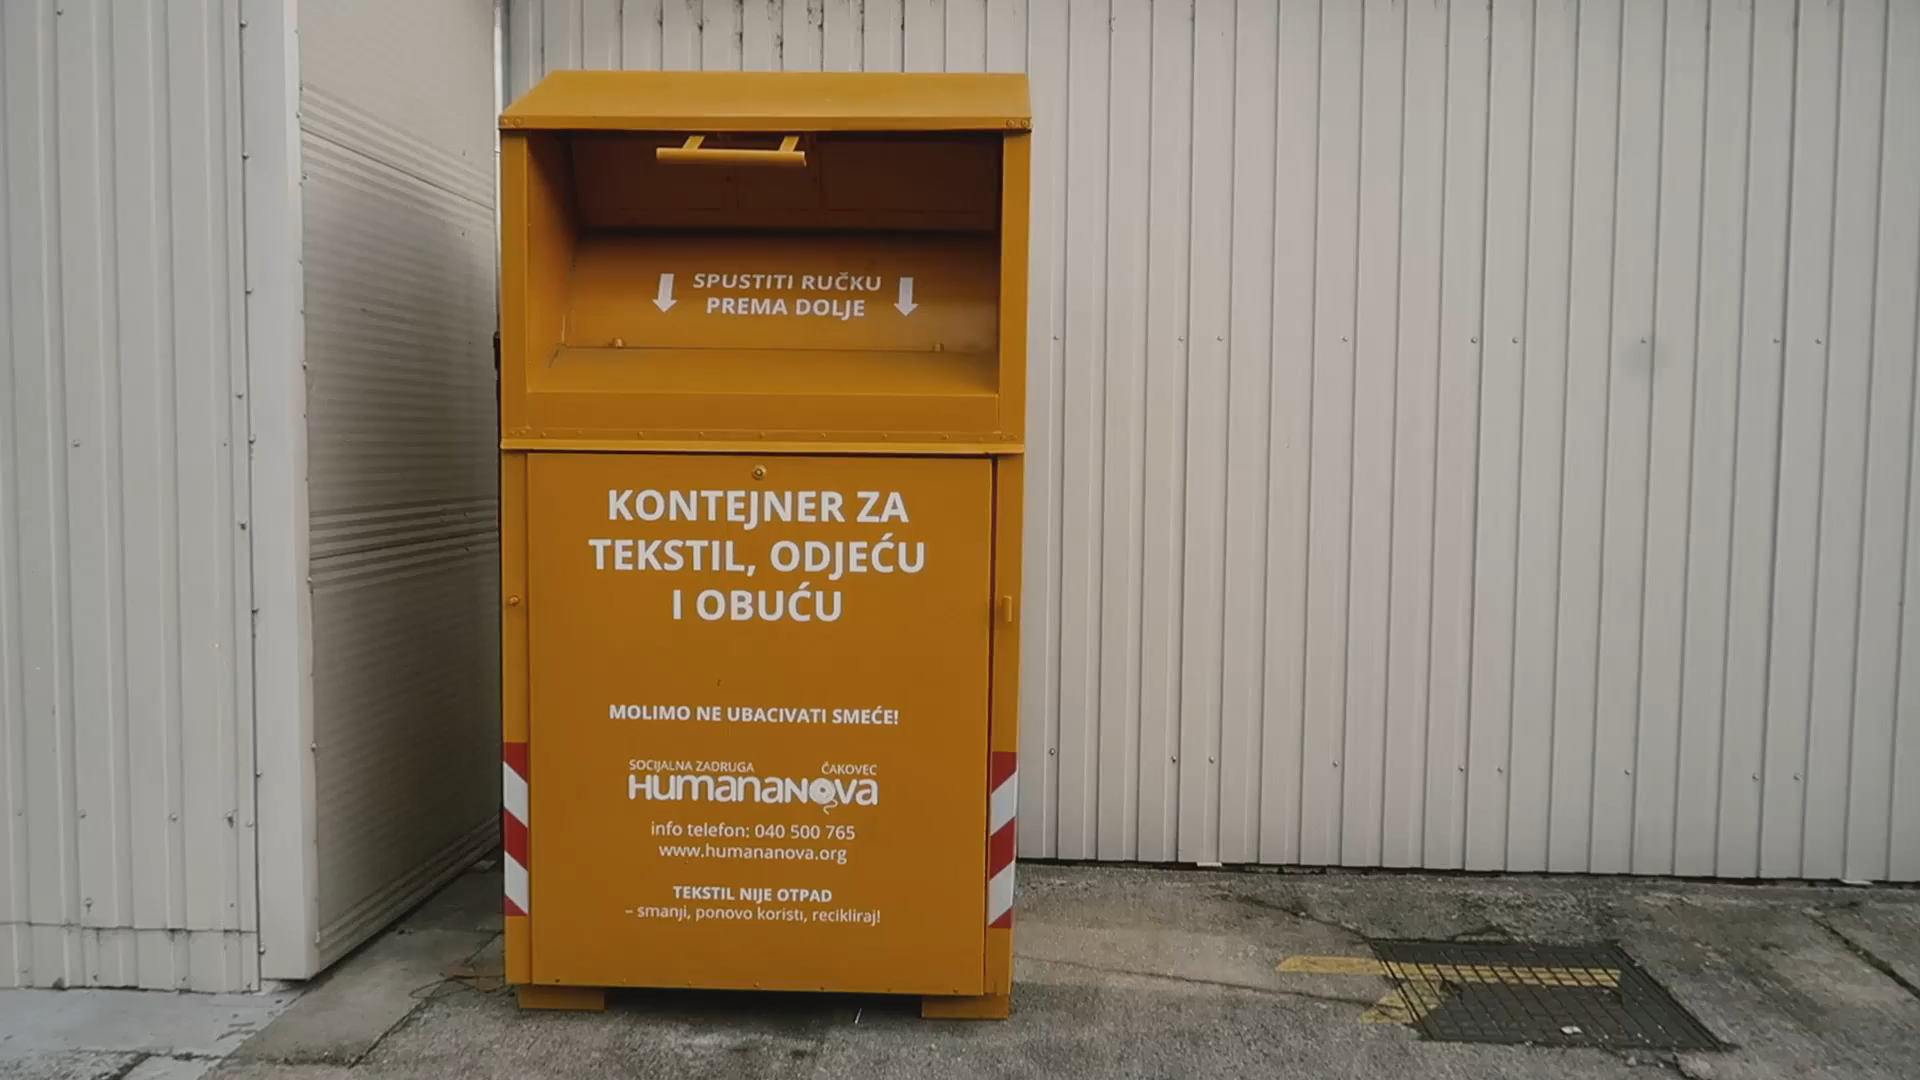 SPUSTITI RUČKU
PREMA DOLJE
KONTEJNER ZA
TEKSTIL, ODJEĆU
I OBUĆU
MOLIMO NE UBACIVATI SMEĆE!
SOCIJALNA ZADRUGA ČAKOVEC
HumanaNova
info telefon: 040 500 765
www.humananova.org
TEKSTIL NIJE OTPAD
– smanji, ponovo koristi, recikliraj!